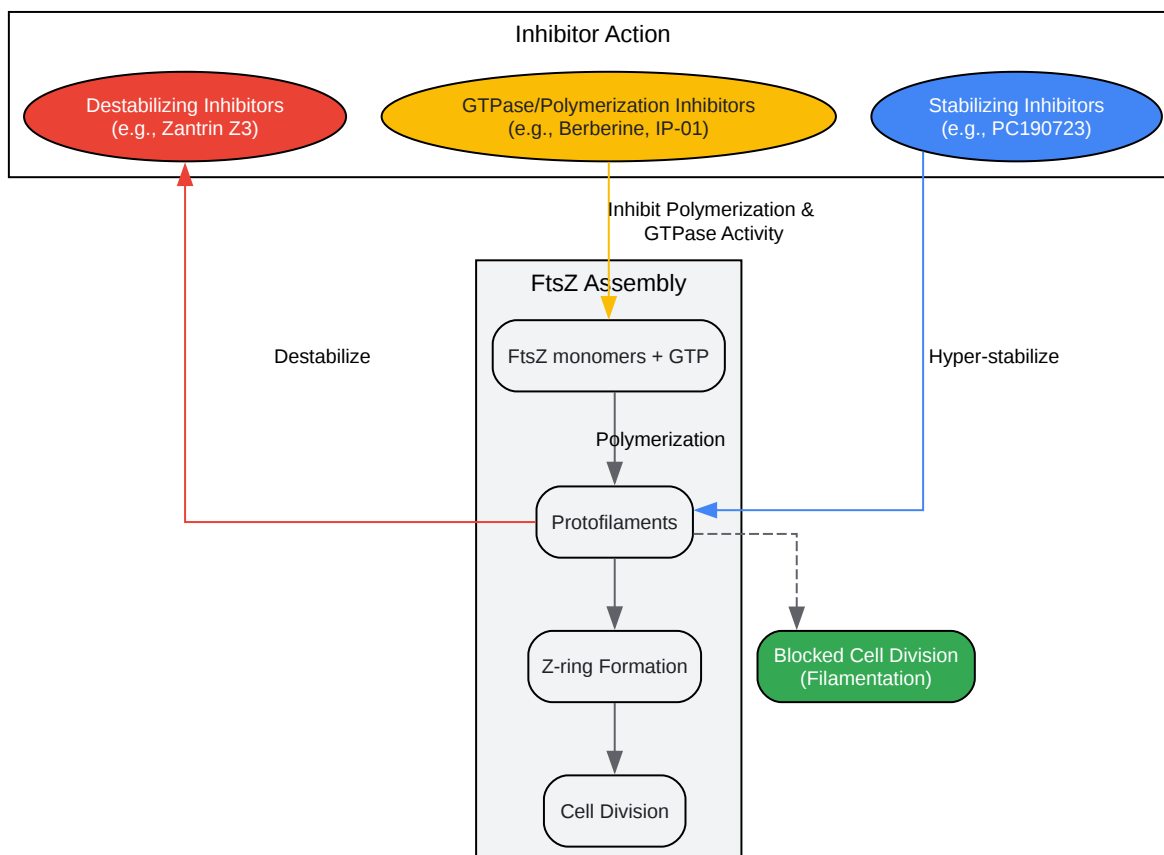 Inhibitor Action
Destabilizing Inhibitors
(e.g., Zantrin Z3)
GTPase/Polymerization Inhibitors
(e.g., Berberine, IP-01)
Stabilizing Inhibitors
(e.g., PC190723)
Inhibit Polymerization &
GTPase Activity
FtsZ Assembly
Destabilize
FtsZ monomers + GTP
Hyper-stabilize
Polymerization
Protofilaments
Z-ring Formation
Blocked Cell Division
(Filamentation)
Cell Division